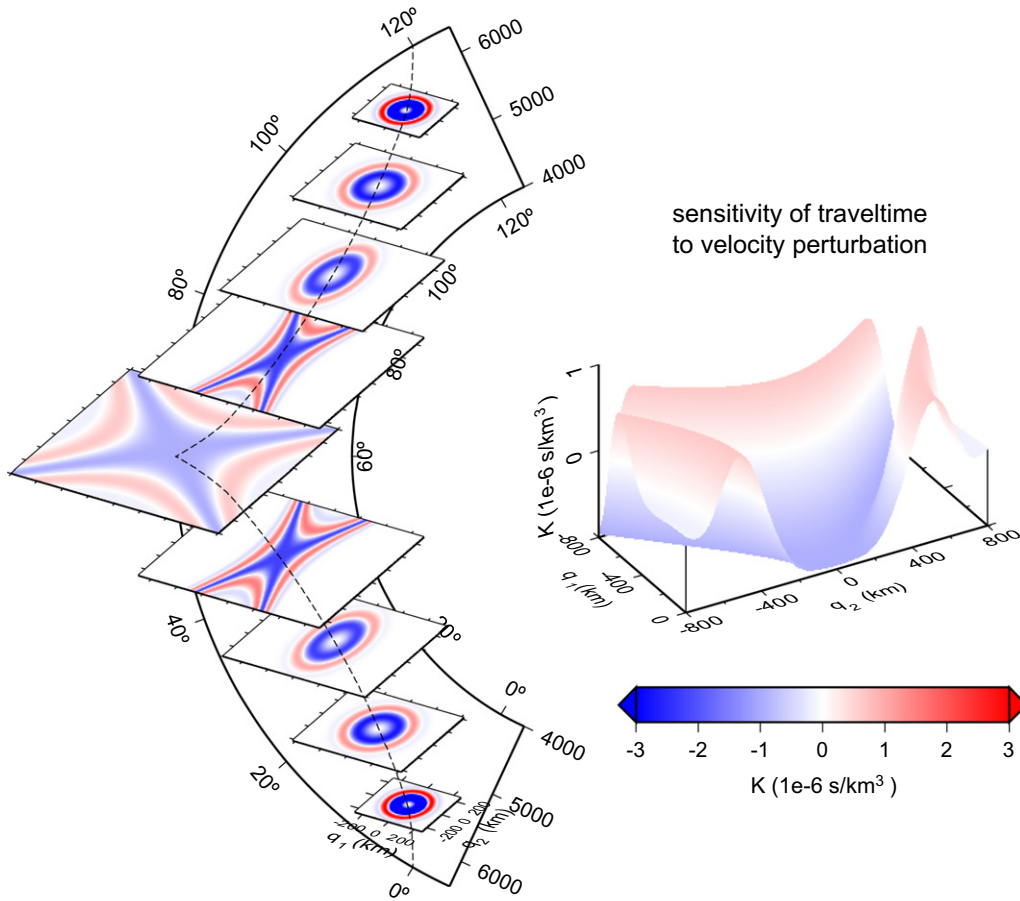 120º
6000
5000
4000
120º
100º
100º
80º
80º
60º
40º
20º
20º
0º
4000
5000
6000
0º
-200 0 200
q1 (km)
-200 0 200
q2 (km)
sensitivity of traveltime
to velocity perturbation
1
0
-1
K (1e-6 s/km³)
-800
-400
0
q1(km)
-800
-400
0
400
800
q2 (km)
-3 -2 -1 0 1 2 3
K (1e-6 s/km³ )